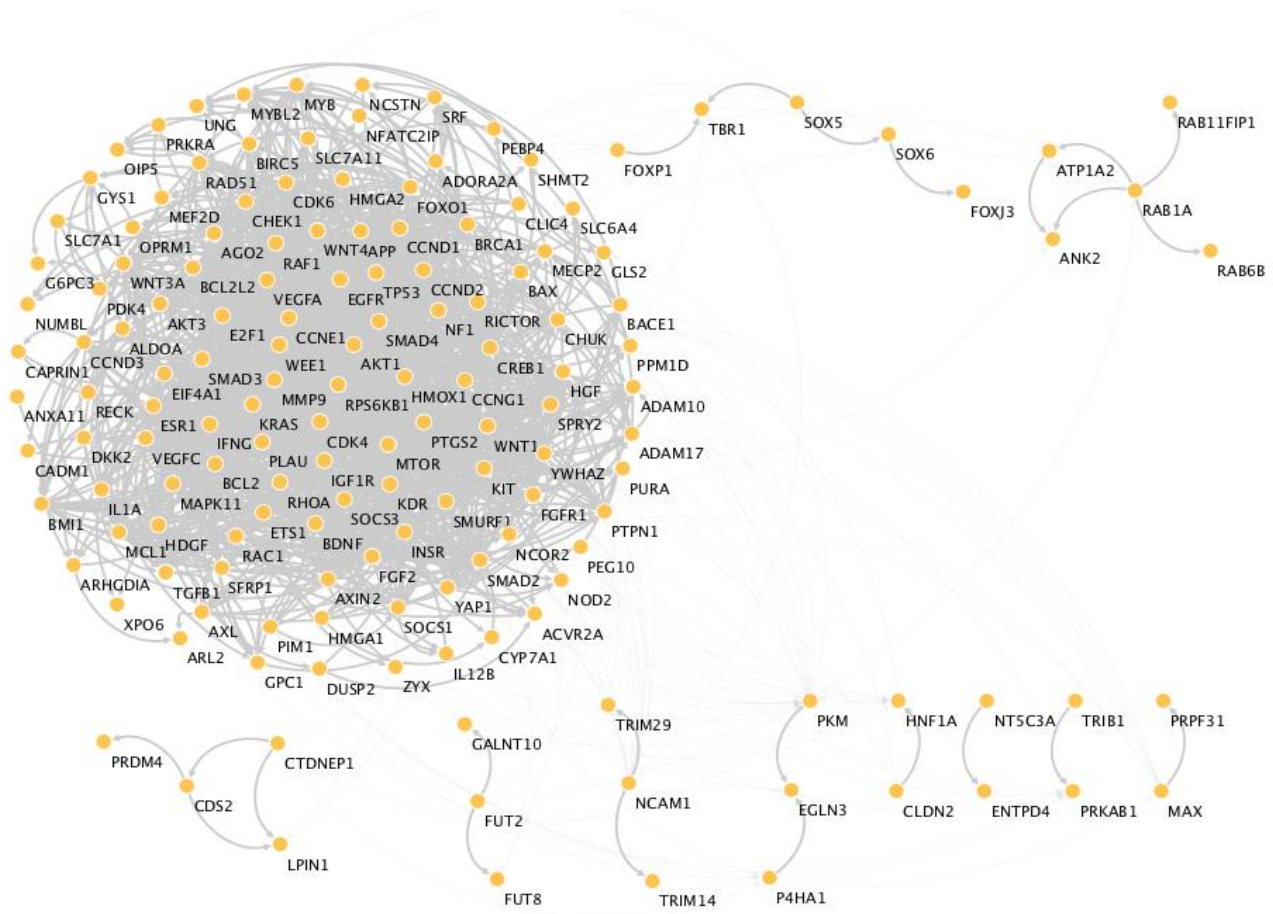 MYB
NCSTN
MYBL2
SRF
UNG
NFATC2IP
TBR1
SOX5
RAB11FIP1
PRKRA
PEBP4
BIRC5
SLC7A11
SOX6
OIP5
FOXP1
ATP1A2
RAD51
ADORA2A
SHMT2
GYS1
CDK6
HMGA2
FOXO1
FOXJ3
RAB1A
MEF2D
CHEK1
CLIC4
SLC6A4
SLC7A1
OPRM1
AGO2
WNT4
APP
CCND1
BRCA1
ANK2
RAF1
MECP2
GLS2
RAB6B
G6PC3
WNT3A
BCL2L2
VEGFA
EGFR
TP53
CCND2
BAX
PDK4
NUMBL
AKT3
E2F1
CCNE1
SMAD4
NF1
RICTOR
CHUK
BACE1
ALDOA
CCND3
CAPRIN1
WEE1
AKT1
CREB1
PPM1D
SMAD3
EIF4A1
MMP9
RPS6KB1
HMOX1
CCNG1
HGF
ADAM10
ANXA11
RECK
ESR1
KRAS
SPRY2
IFNG
CDK4
PTGS2
WNT1
ADAM17
DKK2
VEGFC
PLAU
MTOR
YWHAZ
CADM1
BCL2
IGF1R
KIT
PURA
IL1A
MAPK11
RHOA
KDR
FGFR1
BMI1
SOCS3
SMURF1
PTPN1
ETS1
BDNF
HDGF
MCL1
RAC1
INSR
NCOR2
PEG10
ARHGDIA
TGFB1
SFRP1
FGF2
SMAD2
AXIN2
NOD2
XPO6
AXL
YAP1
SOCS1
ACVR2A
PIM1
HMGA1
ARL2
CYP7A1
IL12B
GPC1
DUSP2
ZYX
TRIM29
PKM
HNF1A
NT5C3A
TRIB1
PRPF31
GALNT10
PRDM4
CTDNEP1
CDS2
NCAM1
EGLN3
CLDN2
ENTPD4
PRKAB1
MAX
FUT2
LPIN1
FUT8
TRIM14
P4HA1